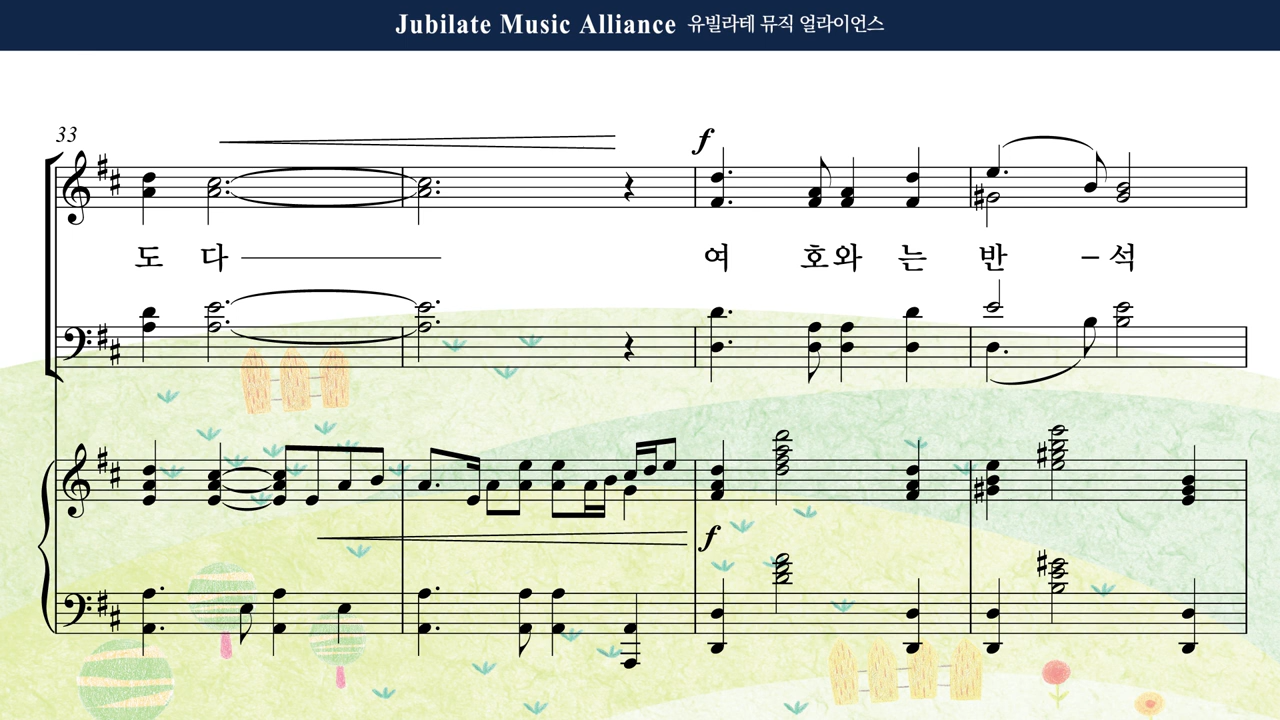 Jubilate Music Alliance 유빌라테 뮤직 얼라이언스
33
f
도 다 여 호 와 는 반 - 석
f